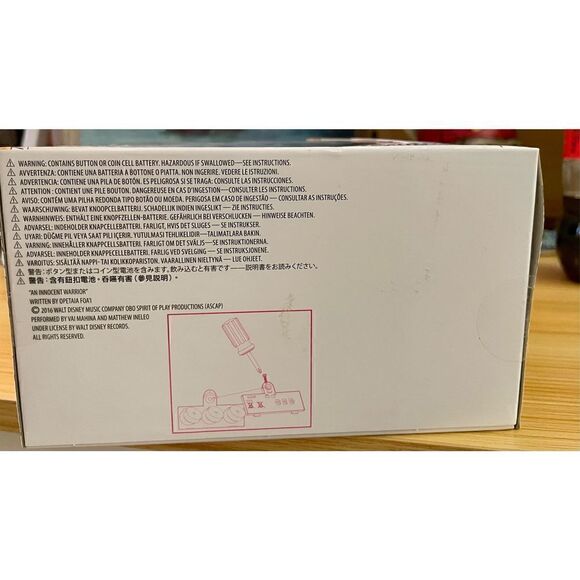 ⚠ WARNING: CONTAINS BUTTON OR COIN CELL BATTERY. HAZARDOUS IF SWALLOWED—SEE INSTRUCTIONS.
⚠ AVVERTENZA: CONTIENE UNA BATTERIA A BOTTONE O PIATTA. NON INGERIRE. VEDERE LE ISTRUZIONI.
⚠ ADVERTENCIA: CONTIENE UNA PILA DE BOTÓN. ES PELIGROSA SI SE TRAGA: CONSULTE LAS INSTRUCCIONES.
⚠ ATTENTION : CONTIENT UNE PILE BOUTON. DANGEREUSE EN CAS D'INGESTION—CONSULTER LES INSTRUCTIONS.
⚠ AVISO: CONTÉM UMA PILHA REDONDA TIPO BOTÃO OU MOEDA. PERIGOSA EM CASO DE INGESTÃO — CONSULTAR AS INSTRUÇÕES.
⚠ WAARSCHUWING: BEVAT KNOOPCELBATTERIJ. SCHADELIJK INDIEN INGESLIKT — ZIE INSTRUCTIES.
⚠ WARNHINWEIS: ENTHÄLT EINE KNOPFZELLEN-BATTERIE. GEFÄHRLICH BEI VERSCHLUCKEN — HINWEISE BEACHTEN.
⚠ ADVARSEL: INDEHOLDER KNAPCELLEBATTERI. FARLIGT, HVIS DET SLUGES — SE INSTRUKSER.
⚠ UYARI: DÜĞME PİL VEYA SAAT PİLİ İÇERİR. YUTULMASI TEHLİKELİDİR—TALIMATLARA BAKIN.
⚠ VARNING: INNEHÅLLER KNAPPCELLSBATTERI. FARLIGT OM DET SVÄLJS—SE INSTRUKTIONERNA.
⚠ ADVARSEL: INNEHOLDER KNAPPCELLEBATTERI. FARLIG VED SVELGING—SE INSTRUKSJONER.
⚠ VAROITUS: SISÄLTÄÄ NAPPI- TAI KOLIKKOPARISTON. VAARALLINEN NIELTYNÄ — LUE OHJEET.
⚠ 警告：ボタン型またはコイン型電池を含みます。飲み込むと有害です——説明書をお読みください。
⚠ 警告：含有鈕扣電池。吞嚥有害（參見說明）。
"AN INNOCENT WARRIOR"
WRITTEN BY OPETAIA FOA'I
© 2016 WALT DISNEY MUSIC COMPANY OBO SPIRIT OF PLAY PRODUCTIONS (ASCAP)
PERFORMED BY VAI MAHINA AND MATTHEW INELEO
UNDER LICENSE BY WALT DISNEY RECORDS.
ALL RIGHTS RESERVED.